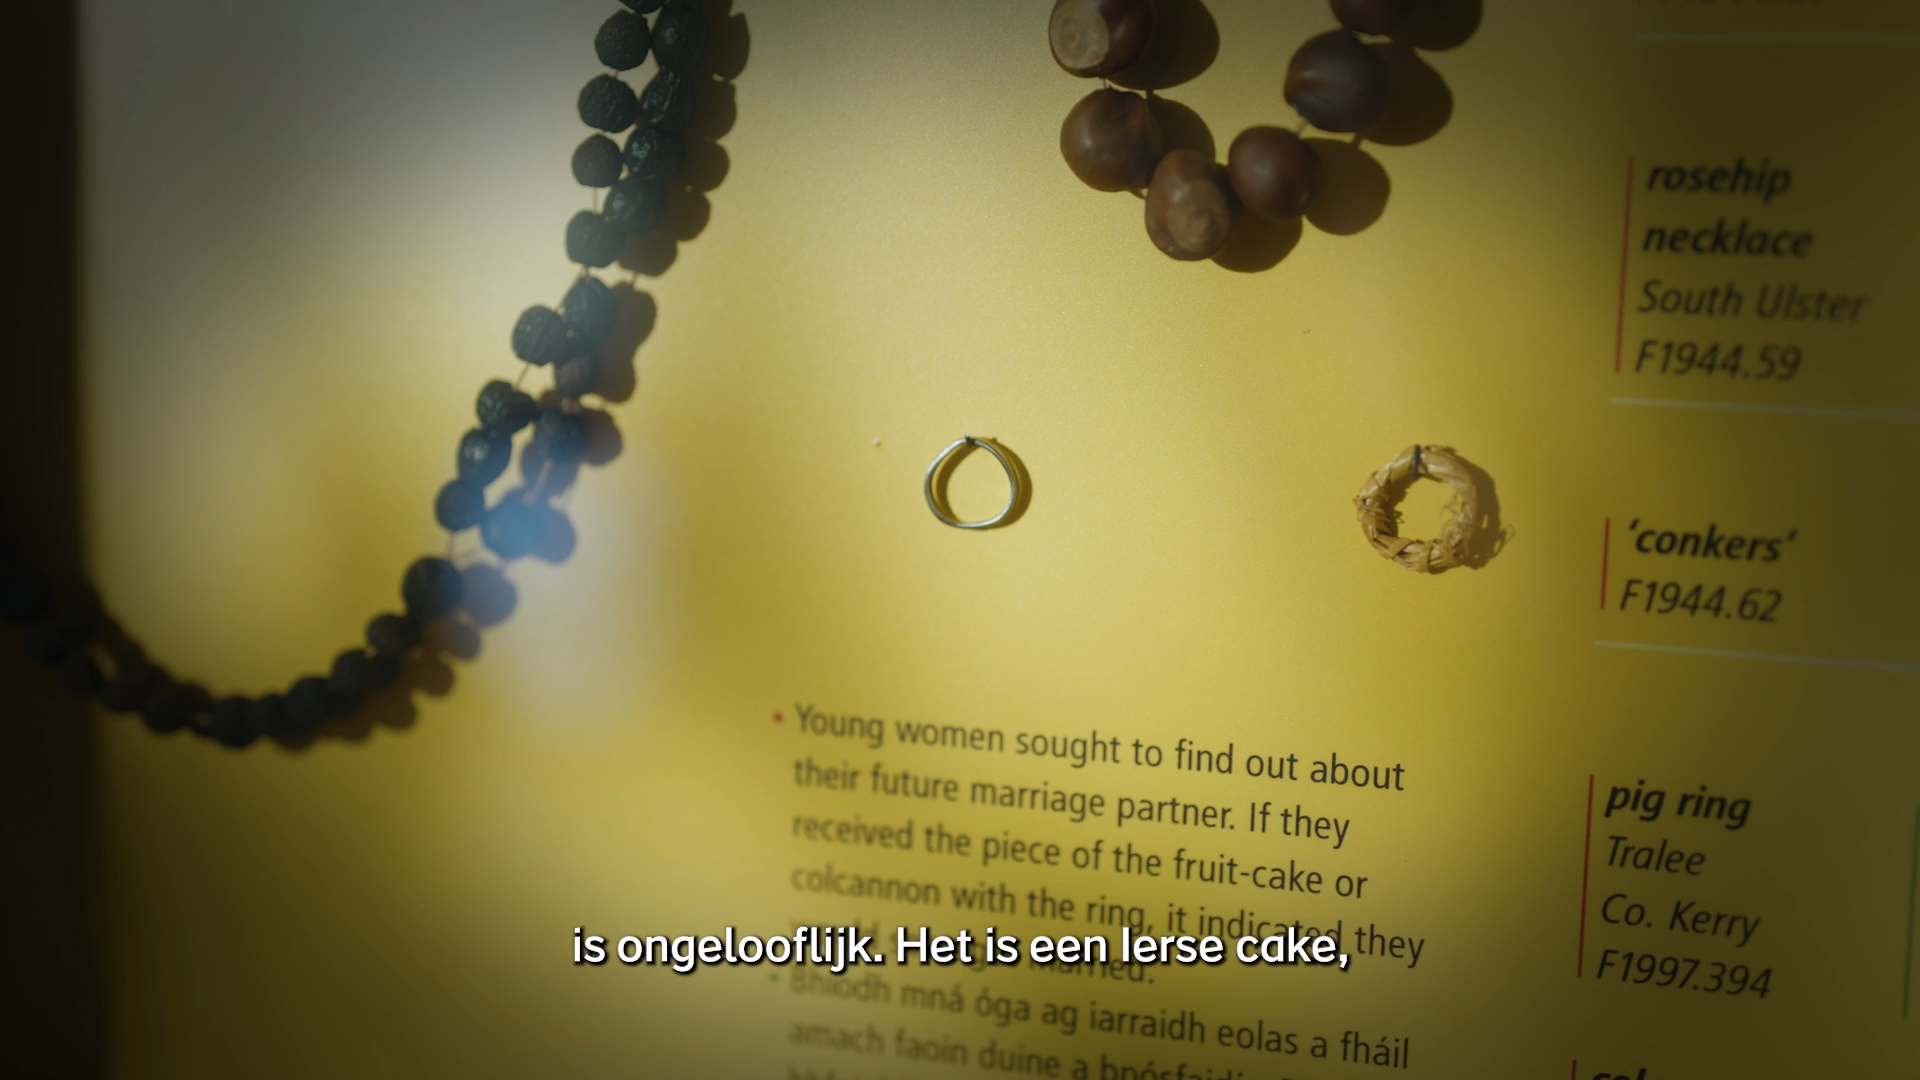 rosehip
necklace
South Ulster
F1944.59
'conkers'
F1944.62
pig ring
Tralee
Co. Kerry
F1997.394
• Young women sought to find out about
their future marriage partner. If they
received the piece of the fruit-cake or
colcannon with the ring, it indicated they
married.
• Bhíodh mná óga ag iarraidh eolas a fháil
amach faoin duine a
is ongelooflijk. Het is een Ierse cake,